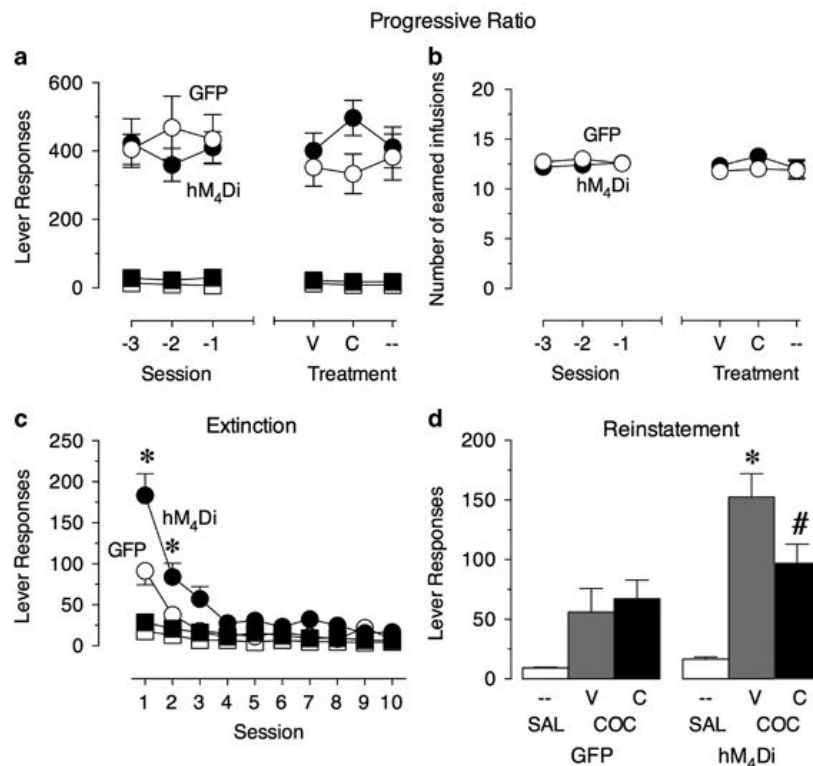 Progressive Ratio
a
600
400
200
0
Lever Responses
GFP
hM4Di
-3 -2 -1
Session
V C --
Treatment
b
20
15
10
5
0
Number of earned infusions
GFP
hM4Di
-3 -2 -1
Session
V C --
Treatment
c
Extinction
250
200
150
100
50
0
Lever Responses
*
hM4Di
*
GFP
1 2 3 4 5 6 7 8 9 10
Session
d
Reinstatement
200
150
100
50
0
Lever Responses
*
#
-- V C -- V C
SAL COC SAL COC
GFP hM4Di